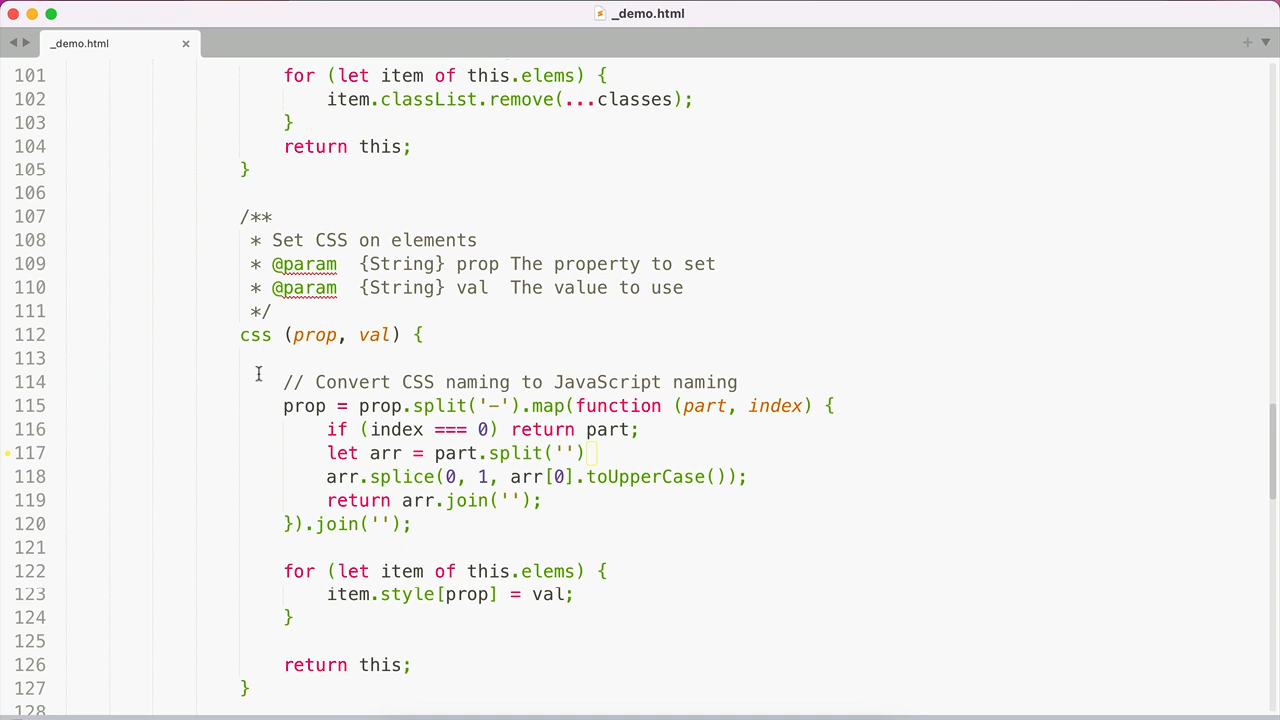 _demo.html
_demo.html
101 for (let item of this.elems) {
102 item.classList.remove(...classes);
103 }
104 return this;
105 }
106
107 /**
108 * Set CSS on elements
109 * @param {String} prop The property to set
110 * @param {String} val The value to use
111 */
112 css (prop, val) {
113
114 // Convert CSS naming to JavaScript naming
115 prop = prop.split('-').map(function (part, index) {
116 if (index === 0) return part;
117 let arr = part.split('')
118 arr.splice(0, 1, arr[0].toUpperCase());
119 return arr.join('');
120 }).join('');
121
122 for (let item of this.elems) {
123 item.style[prop] = val;
124 }
125
126 return this;
127 }
128